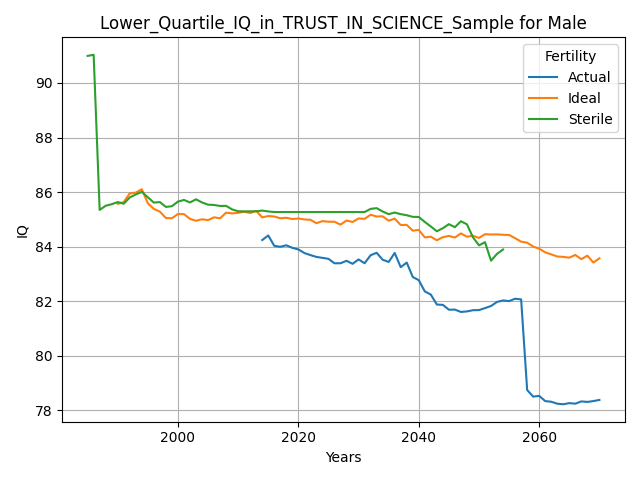 Lower_Quartile_IQ_in_TRUST_IN_SCIENCE_Sample for Male
Fertility
Actual
Ideal
Sterile
90
88
86
84
82
80
78
IQ
2000
2020
2040
2060
Years